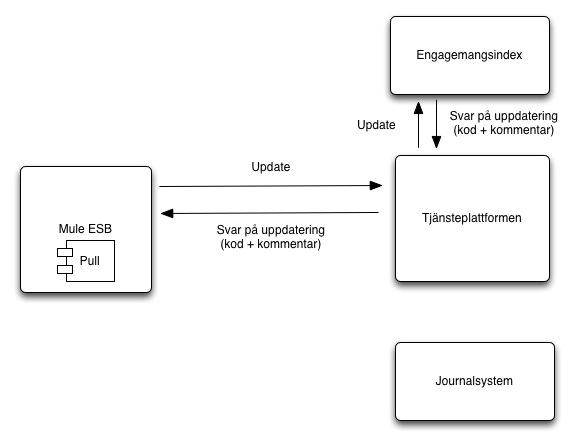 Engagemangsindex
Update
Svar på uppdatering
(kod + kommentar)
Update
Svar på uppdatering
(kod + kommentar)
Tjänsteplattformen
Mule ESB
Pull
Journalsystem